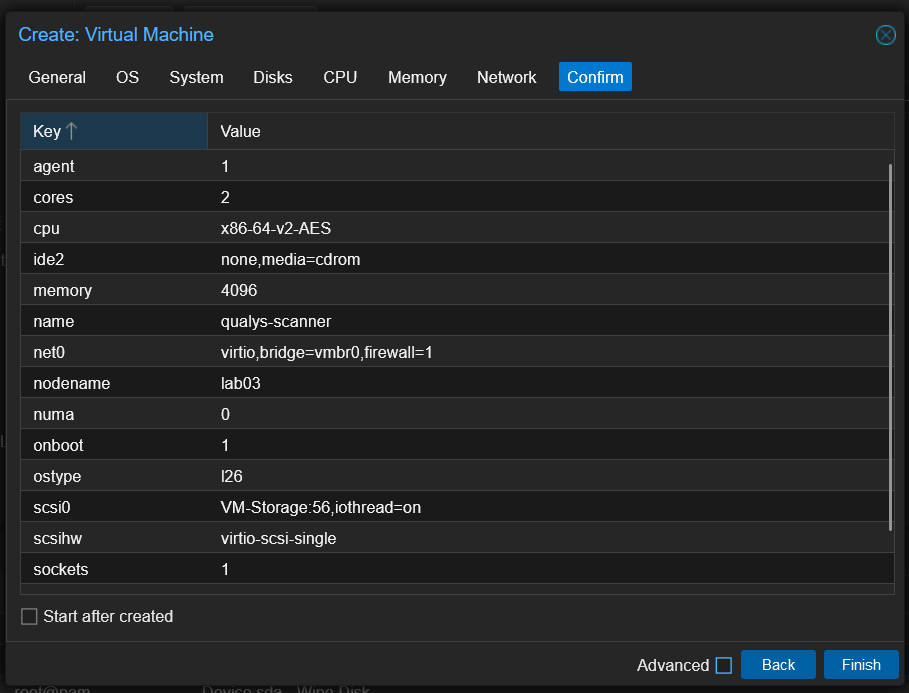 Create: Virtual Machine
General OS System Disks CPU Memory Network Confirm
Key Value
agent 1
cores 2
cpu x86-64-v2-AES
ide2 none,media=cdrom
memory 4096
name qualys-scanner
net0 virtio,bridge=vmbr0,firewall=1
nodename lab03
numa 0
onboot 1
ostype l26
scsi0 VM-Storage:56,iothread=on
scsihw virtio-scsi-single
sockets 1
Start after created
Advanced Back Finish
root@pam Device sda - Wipe Disk